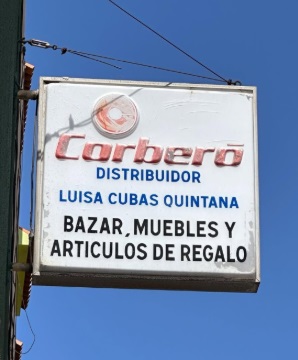 Corberó
DISTRIBUIDOR
LUISA CUBAS QUINTANA
BAZAR, MUEBLES Y
ARTICULOS DE REGALO